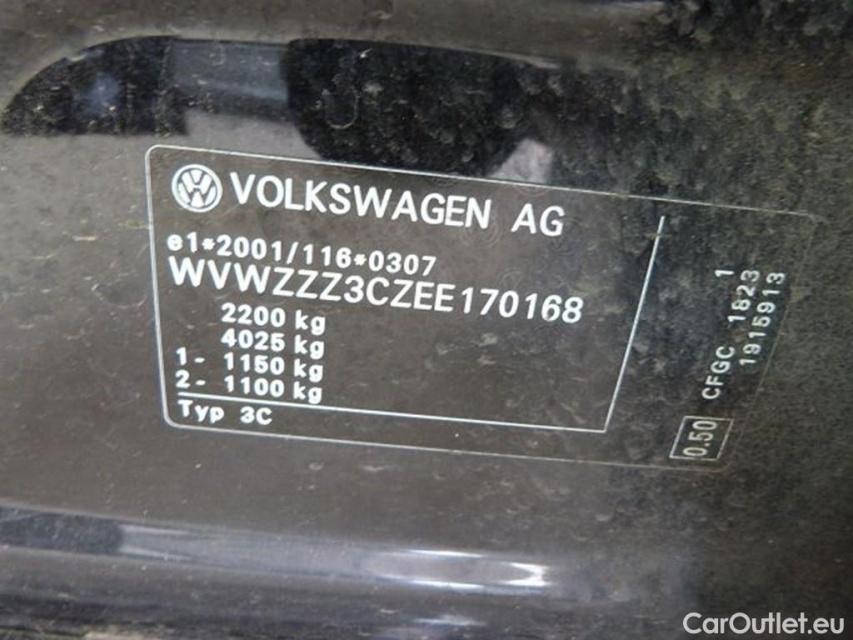 VOLKSWAGEN AG
e1*2001/116*0307
WVWZZZ3CZEE170168
2200 kg
4025 kg
1- 1150 kg
2- 1100 kg
Typ 3C
0.50
CFGC 1823 1
1915913
CarOutlet.eu